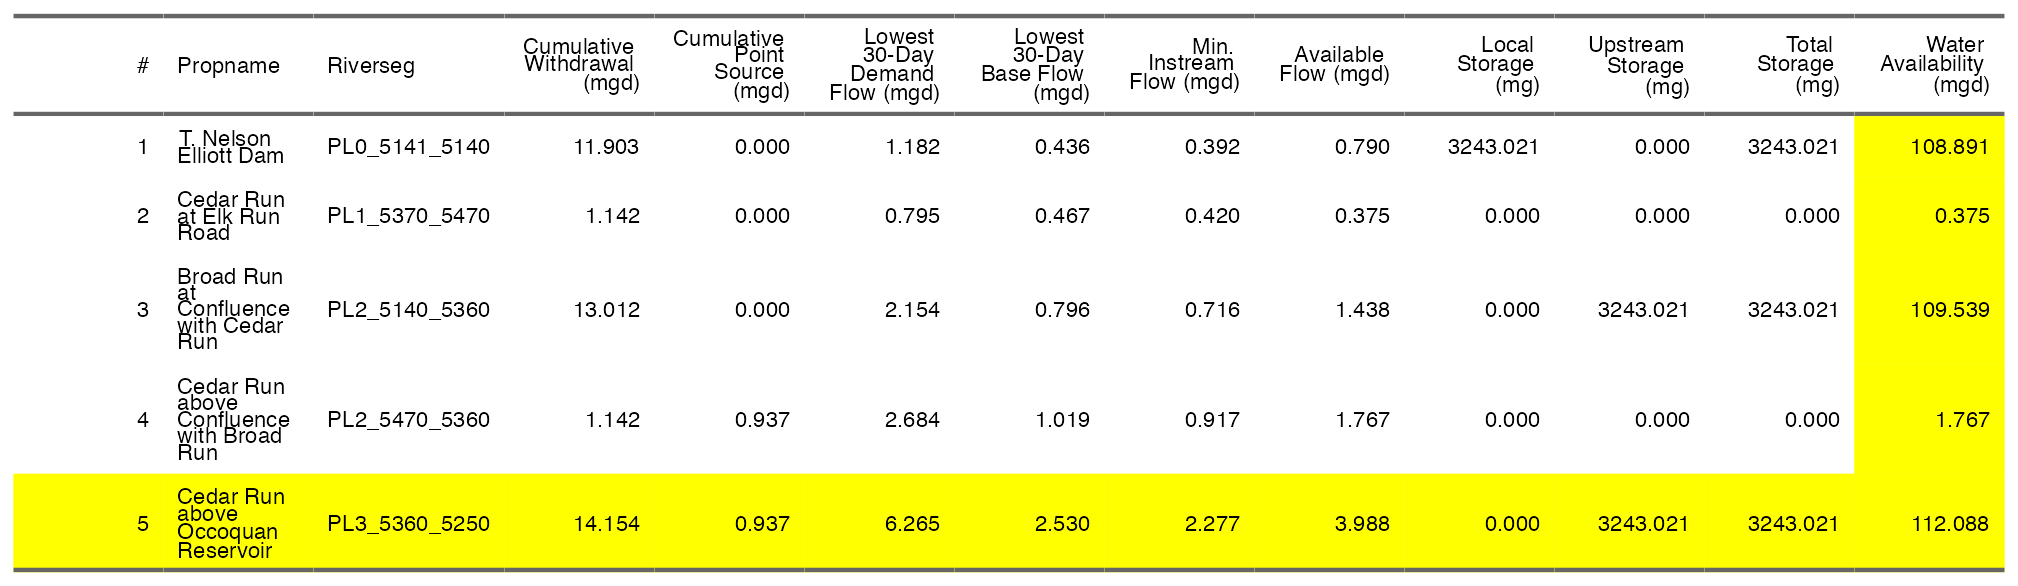 # Propname Riverseg Cumulative Withdrawal (mgd) Cumulative Point Source (mgd) Lowest 30-Day Demand Flow (mgd) Lowest 30-Day Base Flow (mgd) Min. Instream Flow (mgd) Available Flow (mgd) Local Storage (mg) Upstream Storage (mg) Total Storage (mg) Water Availability (mgd)
1 T. Nelson Elliott Dam PL0_5141_5140 11.903 0.000 1.182 0.436 0.392 0.790 3243.021 0.000 3243.021 108.891
2 Cedar Run at Elk Run Road PL1_5370_5470 1.142 0.000 0.795 0.467 0.420 0.375 0.000 0.000 0.000 0.375
3 Broad Run at Confluence with Cedar Run PL2_5140_5360 13.012 0.000 2.154 0.796 0.716 1.438 0.000 3243.021 3243.021 109.539
4 Cedar Run above Confluence with Broad Run PL2_5470_5360 1.142 0.937 2.684 1.019 0.917 1.767 0.000 0.000 0.000 1.767
5 Cedar Run above Occoquan Reservoir PL3_5360_5250 14.154 0.937 6.265 2.530 2.277 3.988 0.000 3243.021 3243.021 112.088